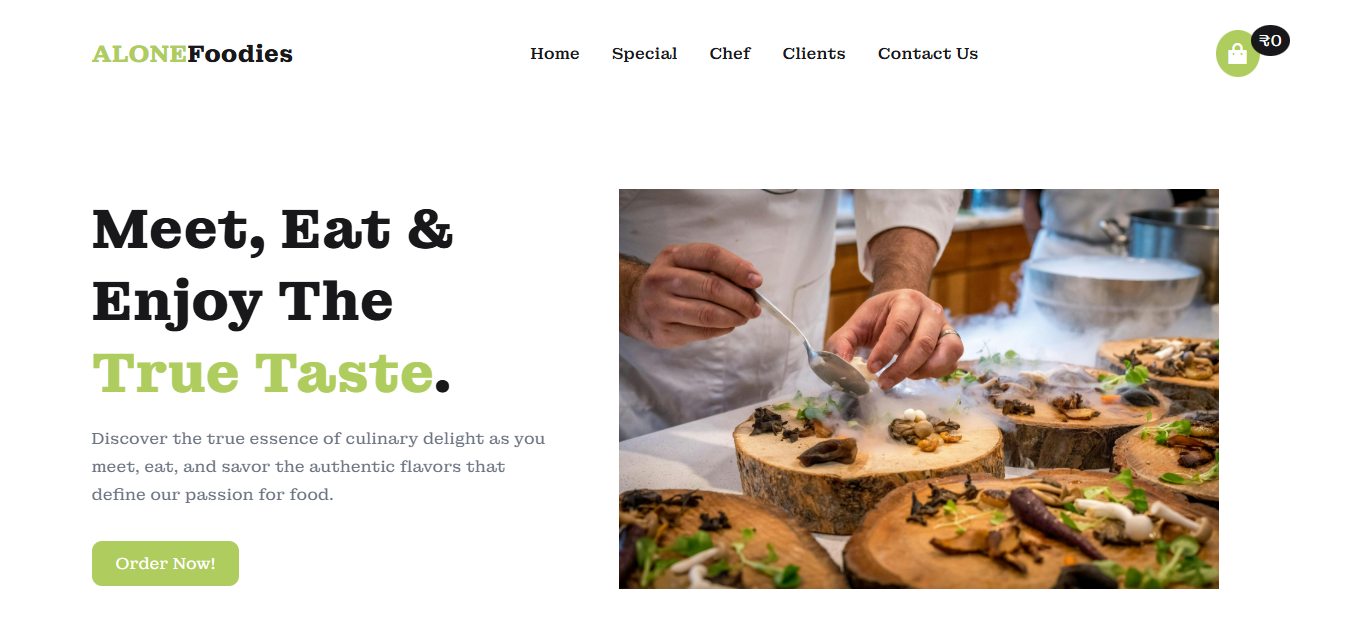 ALONEFoodies
Home
Special
Chef
Clients
Contact Us
₹0
Meet, Eat &
Enjoy The
True Taste.
Discover the true essence of culinary delight as you
meet, eat, and savor the authentic flavors that
define our passion for food.
Order Now!